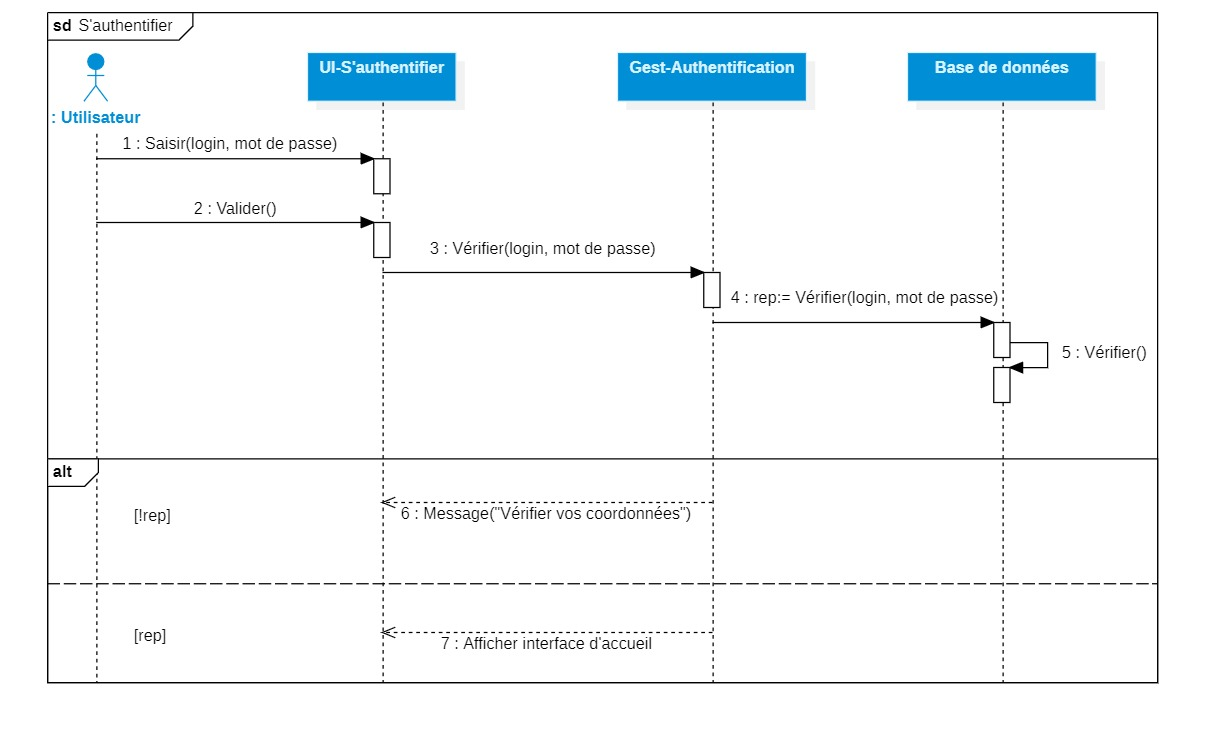 sd S'authentifier
UI-S'authentifier
Gest-Authentification
Base de données
: Utilisateur
1 : Saisir(login, mot de passe)
2 : Valider()
3 : Vérifier(login, mot de passe)
4 : rep:= Vérifier(login, mot de passe)
5 : Vérifier()
alt
[!rep]
6 : Message("Vérifier vos coordonnées")
[rep]
7 : Afficher interface d'accueil